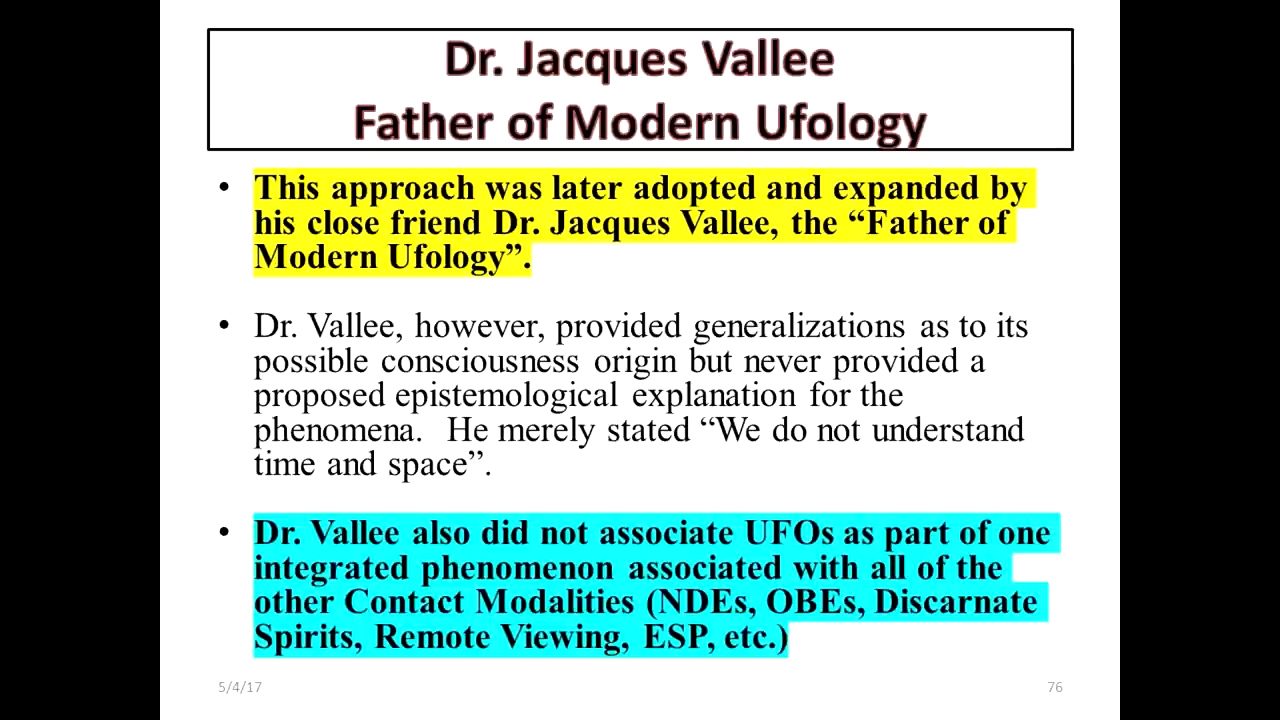 Dr. Jacques Vallee
Father of Modern Ufology
• This approach was later adopted and expanded by
his close friend Dr. Jacques Vallee, the “Father of
Modern Ufology”.
• Dr. Vallee, however, provided generalizations as to its
possible consciousness origin but never provided a
proposed epistemological explanation for the
phenomena. He merely stated “We do not understand
time and space”.
• Dr. Vallee also did not associate UFOs as part of one
integrated phenomenon associated with all of the
other Contact Modalities (NDEs, OBEs, Discarnate
Spirits, Remote Viewing, ESP, etc.)
5/4/17
76